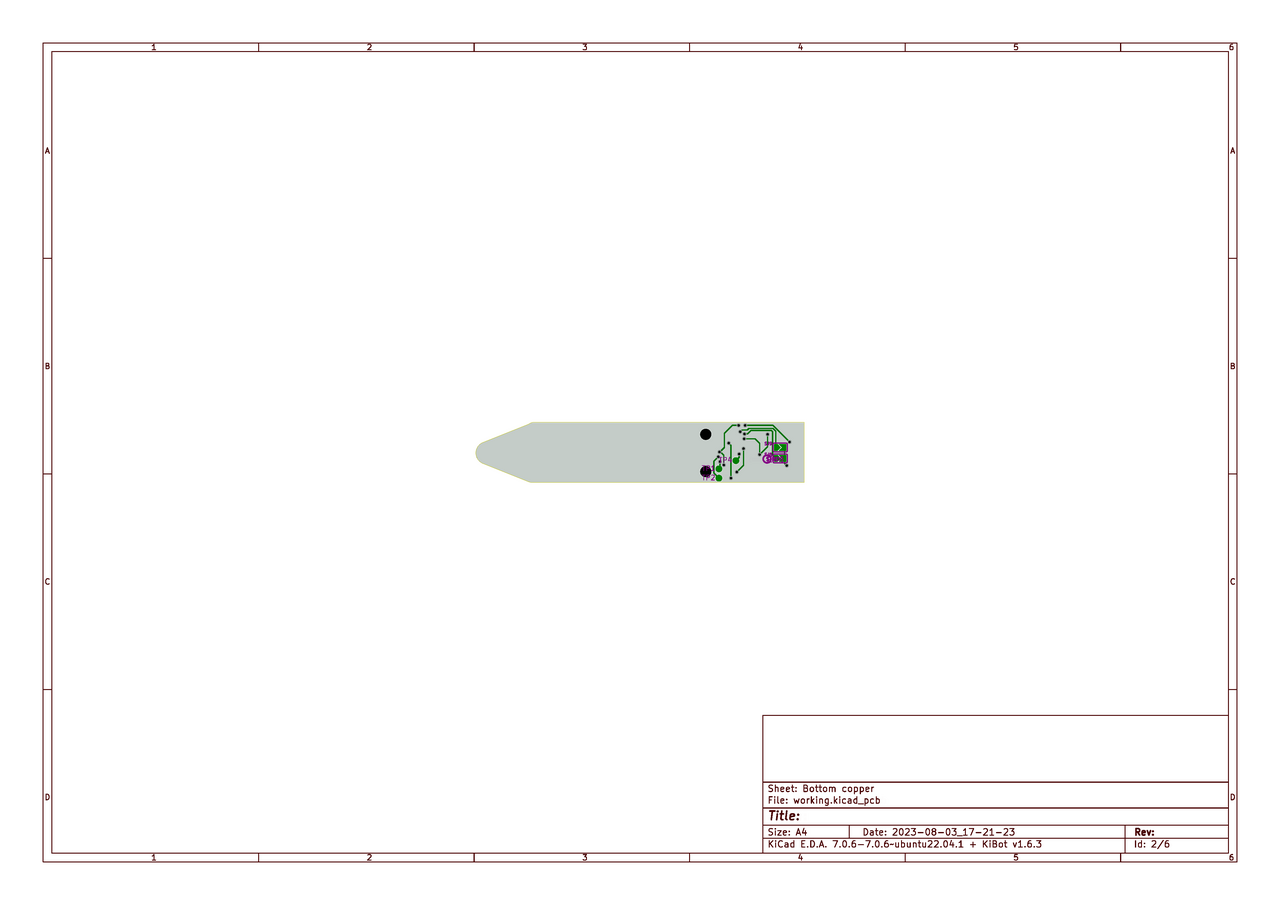 1 2 3 4 5 6
A A
B B
TP4
TP2
C C
D D
Sheet: Bottom copper
File: working.kicad_pcb
Title:
Size: A4 Date: 2023-08-03_17-21-23 Rev:
KiCad E.D.A. 7.0.6-7.0.6~ubuntu22.04.1 + KiBot v1.6.3 Id: 2/6
1 2 3 4 5 6